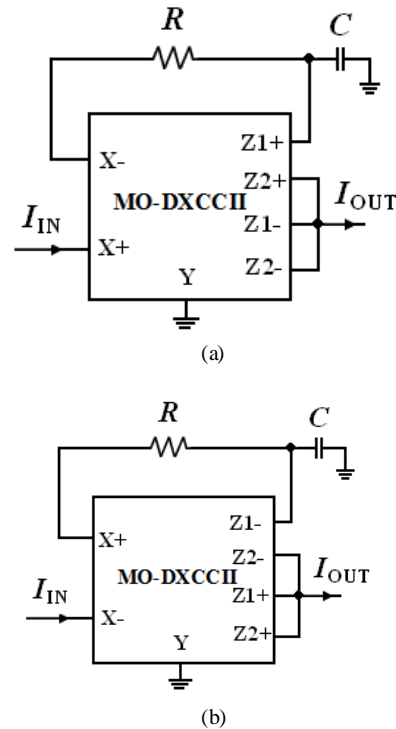 R
C
X-
Z1+
Z2+
MO-DXCCII
Z1-
I_OUT
I_IN
X+
Z2-
Y
(a)
R
C
X+
Z1-
Z2-
MO-DXCCII
Z1+
I_OUT
I_IN
X-
Z2+
Y
(b)